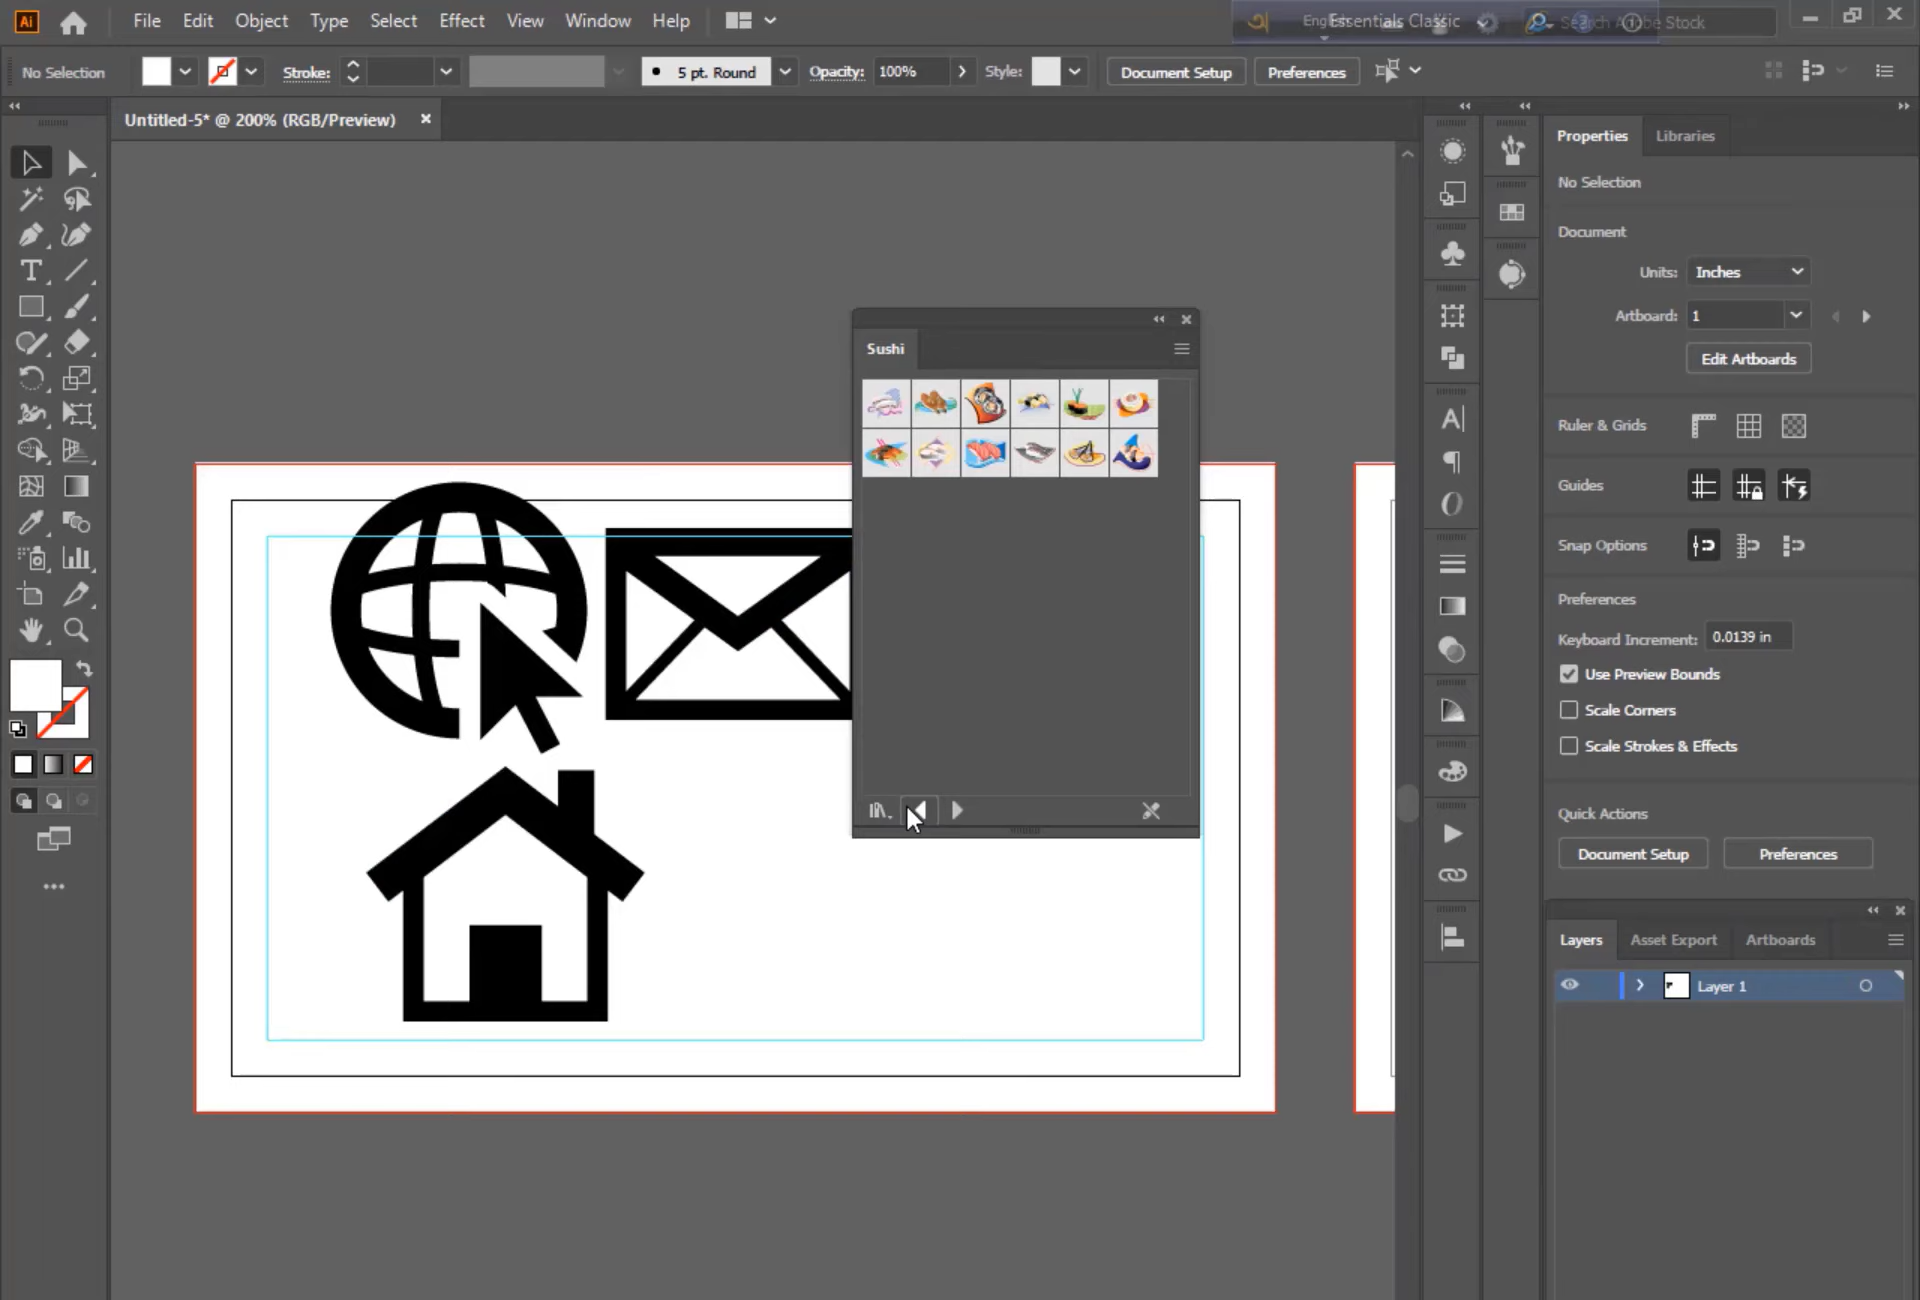 Ai File Edit Object Type Select Effect View Window Help
English Essentials Classic Search Adobe Stock
No Selection Stroke: 5 pt. Round Opacity: 100% Style: Document Setup Preferences
Untitled-5* @ 200% (RGB/Preview)
Properties Libraries
No Selection
Document
Units: Inches
Artboard: 1
Edit Artboards
Ruler & Grids
Guides
Snap Options
Preferences
Keyboard Increment: 0.0139 in
Use Preview Bounds
Scale Corners
Scale Strokes & Effects
Quick Actions
Document Setup Preferences
Layers Asset Export Artboards
Layer 1
Sushi